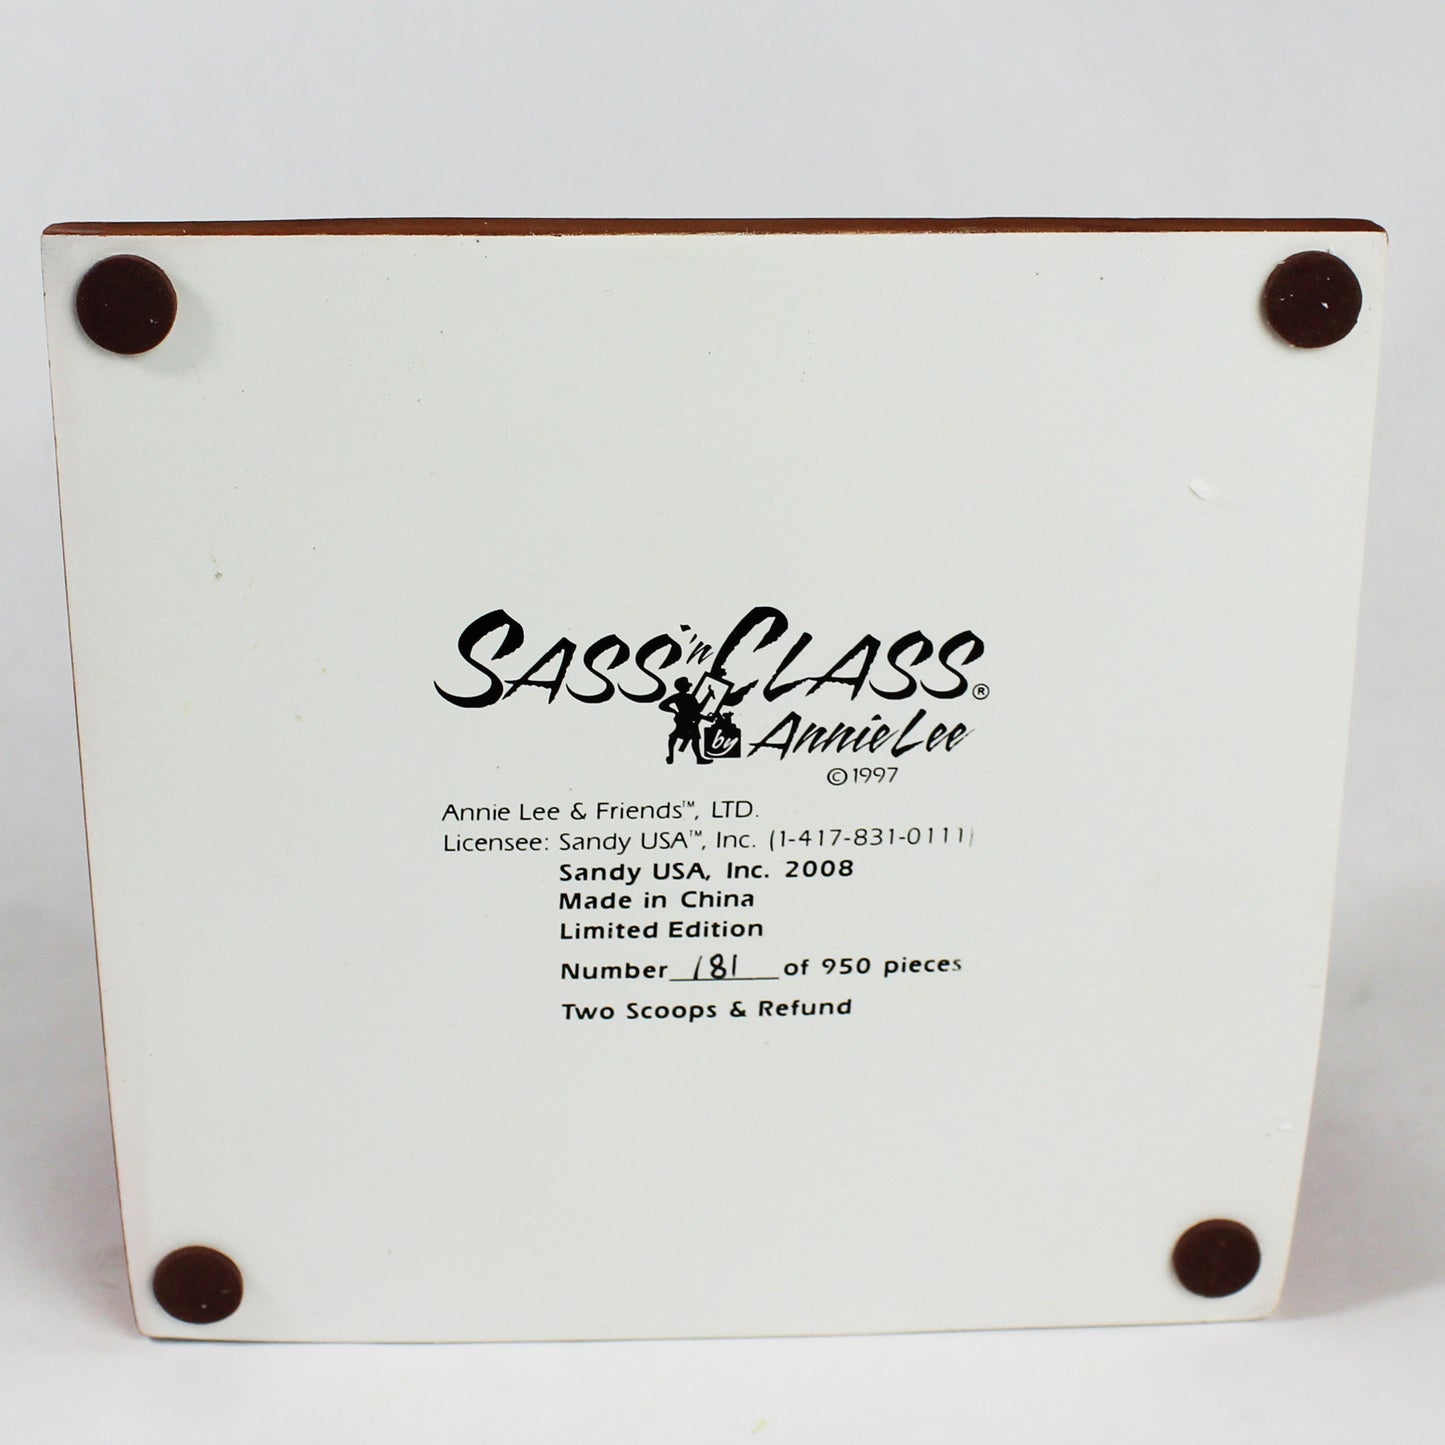 SASS 'n CLASS®
by Annie Lee
© 1997
Annie Lee & Friends™, LTD.
Licensee: Sandy USA™, Inc. (1-417-831-0111)
Sandy USA, Inc. 2008
Made in China
Limited Edition
Number 181 of 950 pieces
Two Scoops & Refund